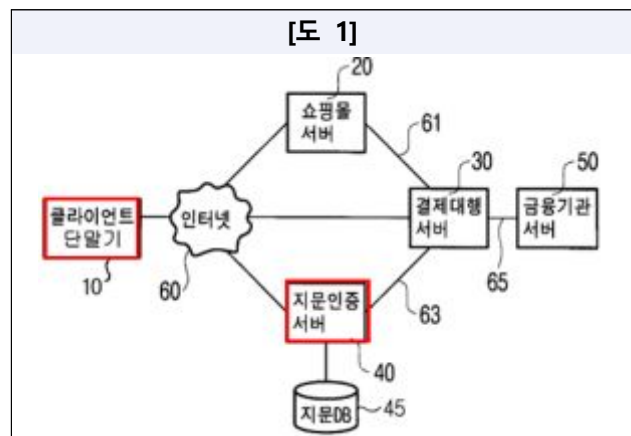 [도 1]
20
쇼핑몰
서버
61
30
50
클라이언트
단말기
인터넷
결제대행
서버
금융기관
서버
10
60
지문인증
서버
63
65
40
지문DB
45